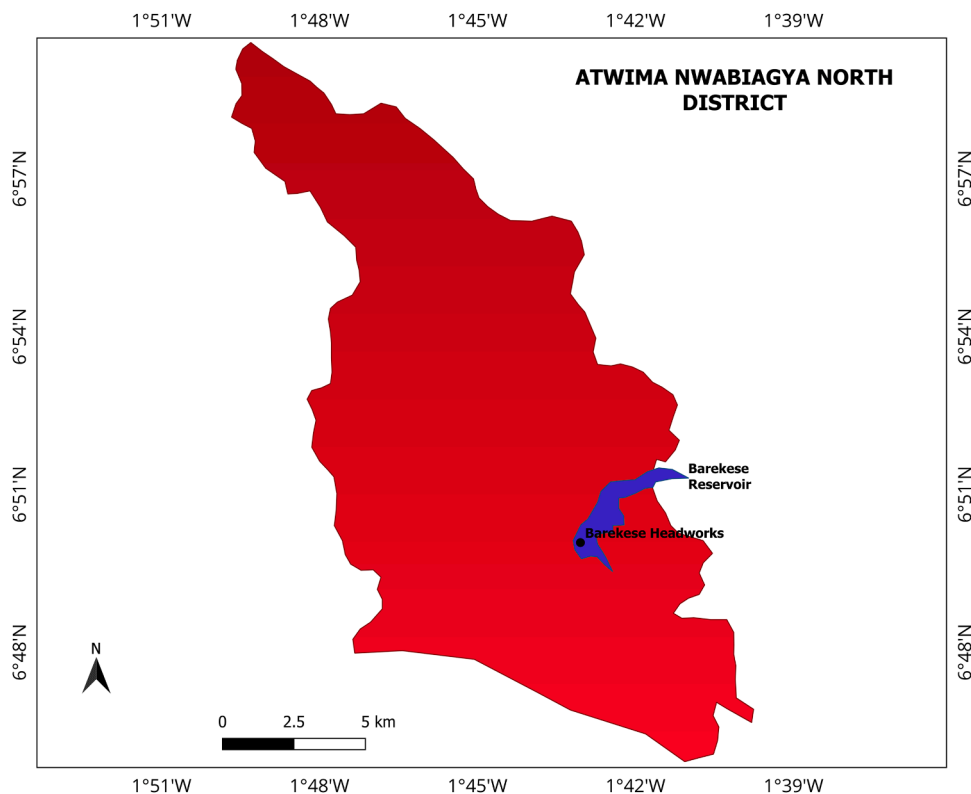 1°51'W 1°48'W 1°45'W 1°42'W 1°39'W
ATWIMA NWABIAGYA NORTH
DISTRICT
6°57'N 6°57'N
6°54'N 6°54'N
Barekese
Reservoir
6°51'N 6°51'N
Barekese Headworks
6°48'N 6°48'N
N
0 2.5 5 km
1°51'W 1°48'W 1°45'W 1°42'W 1°39'W